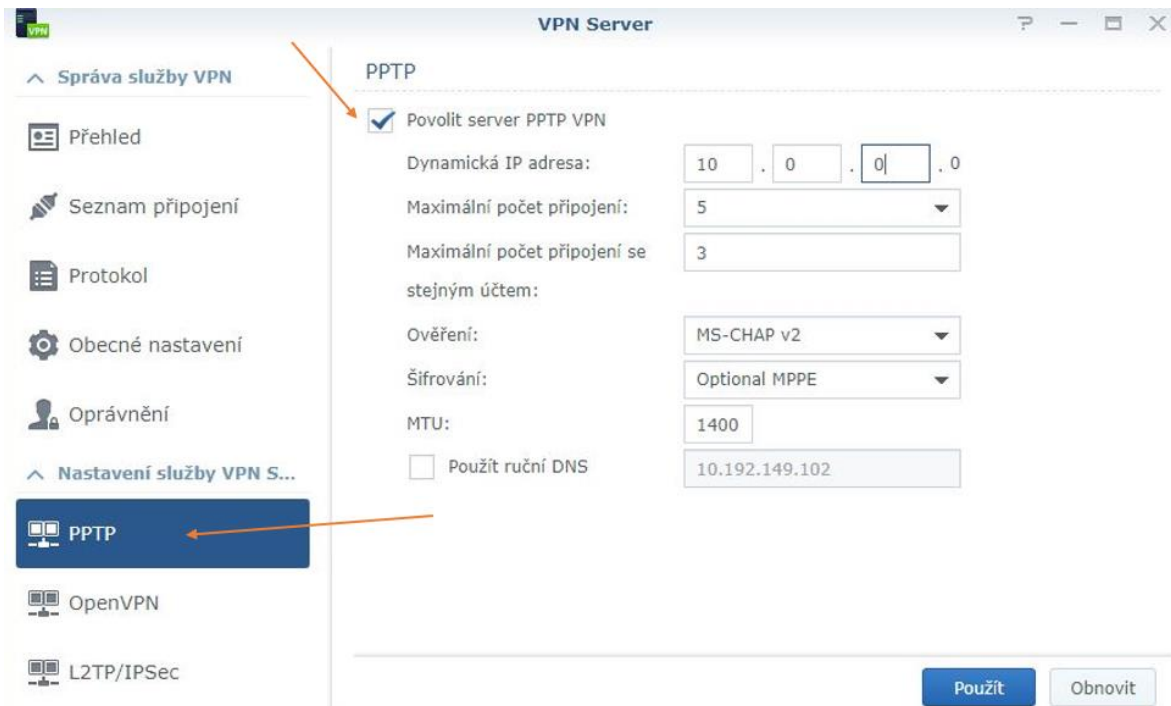 VPN
VPN Server
Správa služby VPN
Přehled
Seznam připojení
Protokol
Obecné nastavení
Oprávnění
Nastavení služby VPN S...
PPTP
OpenVPN
L2TP/IPSec
PPTP
Povolit server PPTP VPN
Dynamická IP adresa: 10 . 0 . 0 . 0
Maximální počet připojení: 5
Maximální počet připojení se 3
stejným účtem:
Ověření: MS-CHAP v2
Šifrování: Optional MPPE
MTU: 1400
Použít ruční DNS 10.192.149.102
Použít Obnovit